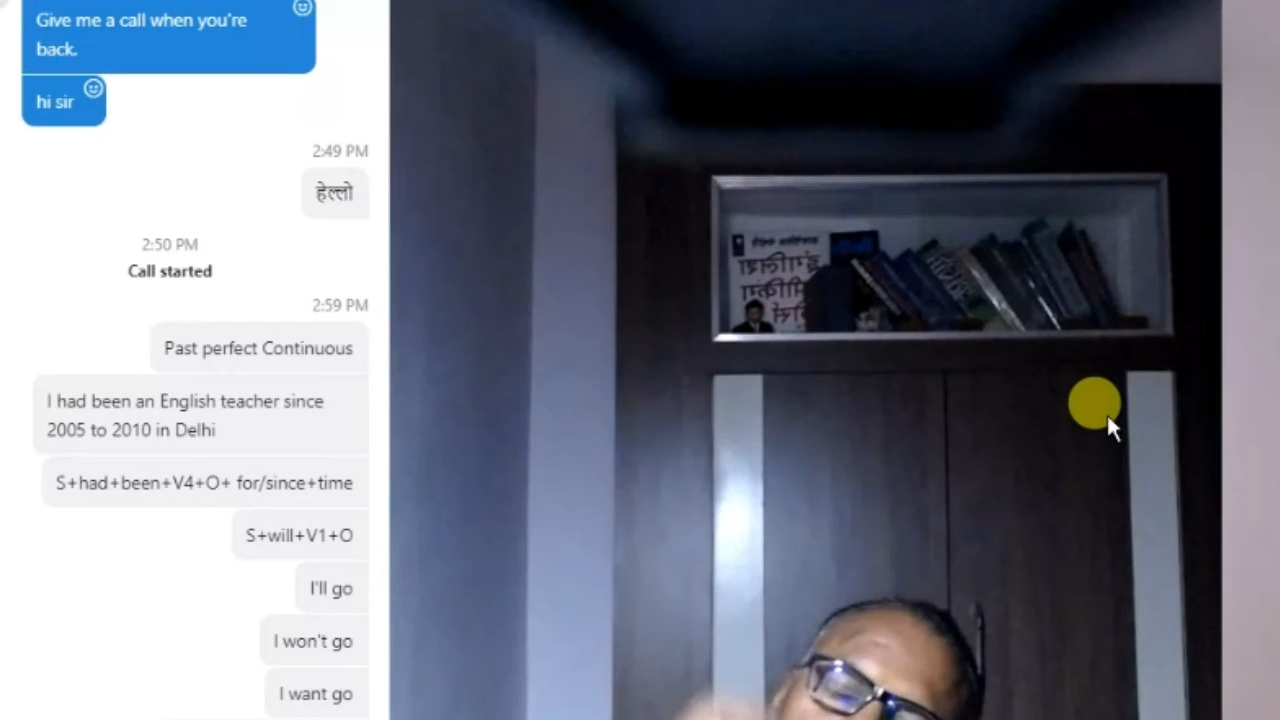 Give me a call when you're
back.
hi sir
2:49 PM
हेल्लो
2:50 PM
Call started
2:59 PM
Past perfect Continuous
I had been an English teacher since
2005 to 2010 in Delhi
S+had+been+V4+O+ for/since+time
S+will+V1+O
I'll go
I won't go
I want go
इंगलिश
स्पीकिंग
कोर्स